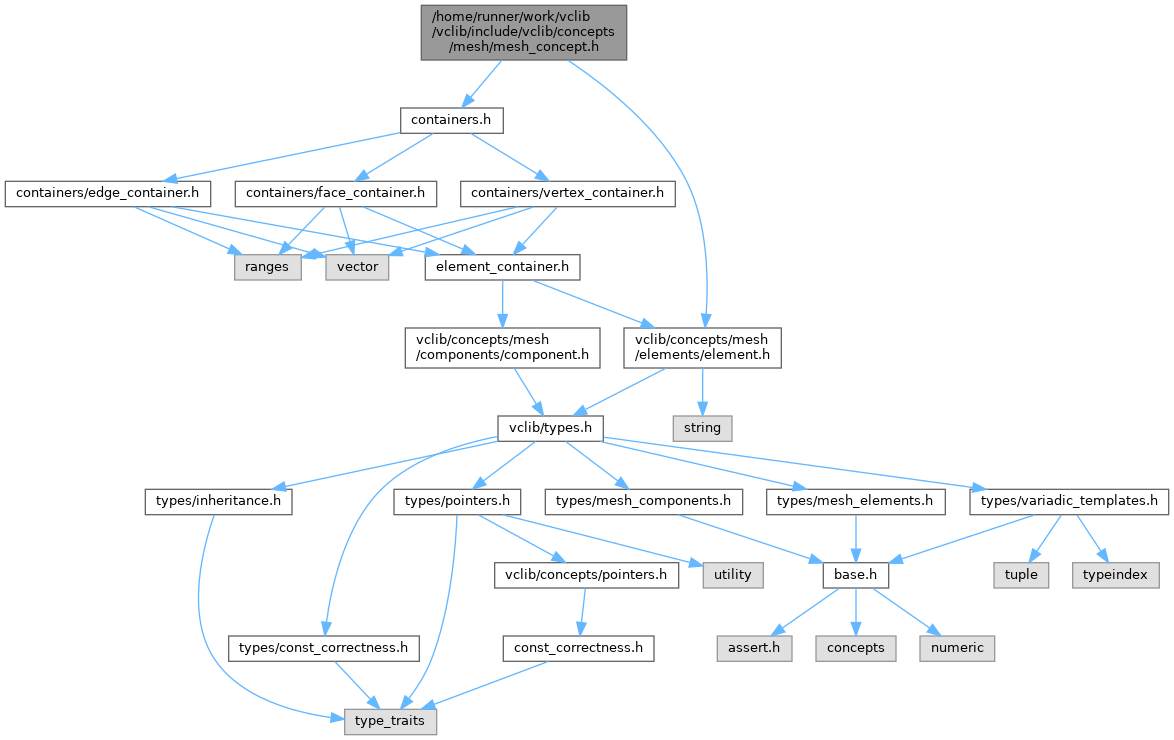 /home/runner/work/vclib
/vclib/include/vclib/concepts
/mesh/mesh_concept.h
containers.h
containers/edge_container.h
containers/face_container.h
containers/vertex_container.h
ranges
vector
element_container.h
vclib/concepts/mesh
/components/component.h
vclib/concepts/mesh
/elements/element.h
vclib/types.h
string
types/inheritance.h
types/pointers.h
types/mesh_components.h
types/mesh_elements.h
types/variadic_templates.h
vclib/concepts/pointers.h
utility
base.h
tuple
typeindex
types/const_correctness.h
const_correctness.h
assert.h
concepts
numeric
type_traits